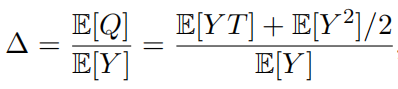 Δ = 𝔼[Q] / 𝔼[Y] = (𝔼[YT] + 𝔼[Y²]/2) / 𝔼[Y]